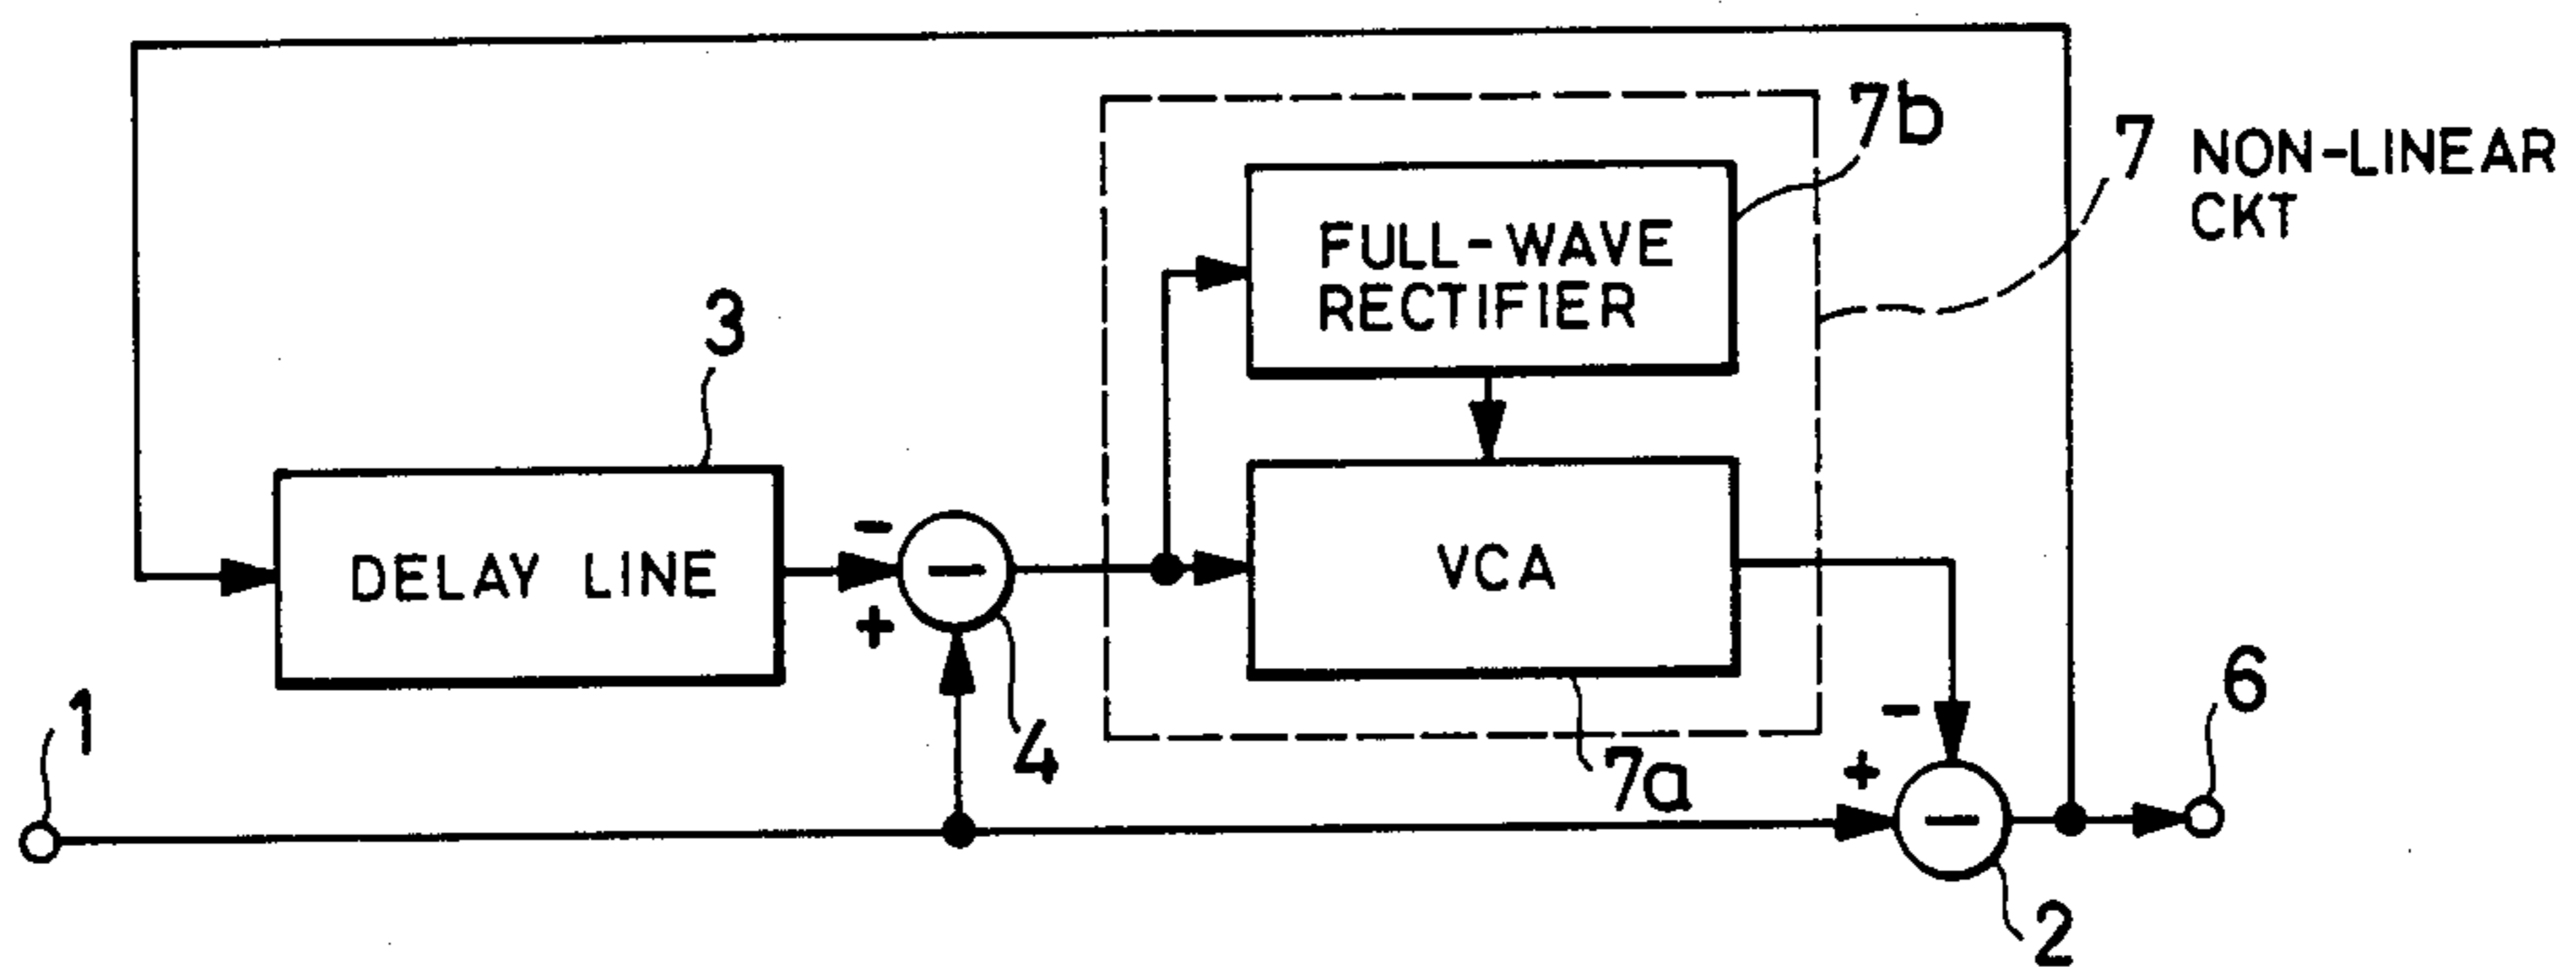 7b
7 NON-LINEAR
CKT
FULL-WAVE
RECTIFIER
3
-
DELAY LINE
-
VCA
+
4
1
7a
-
6
+
-
2